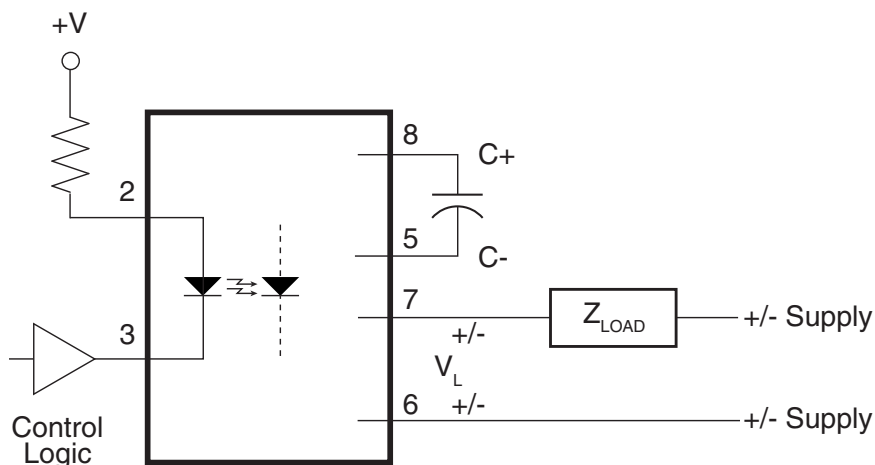 +V
8
C+
2
5
C-
7
Z LOAD
+/- Supply
+/-
3
V L
+/-
6
+/- Supply
Control
Logic